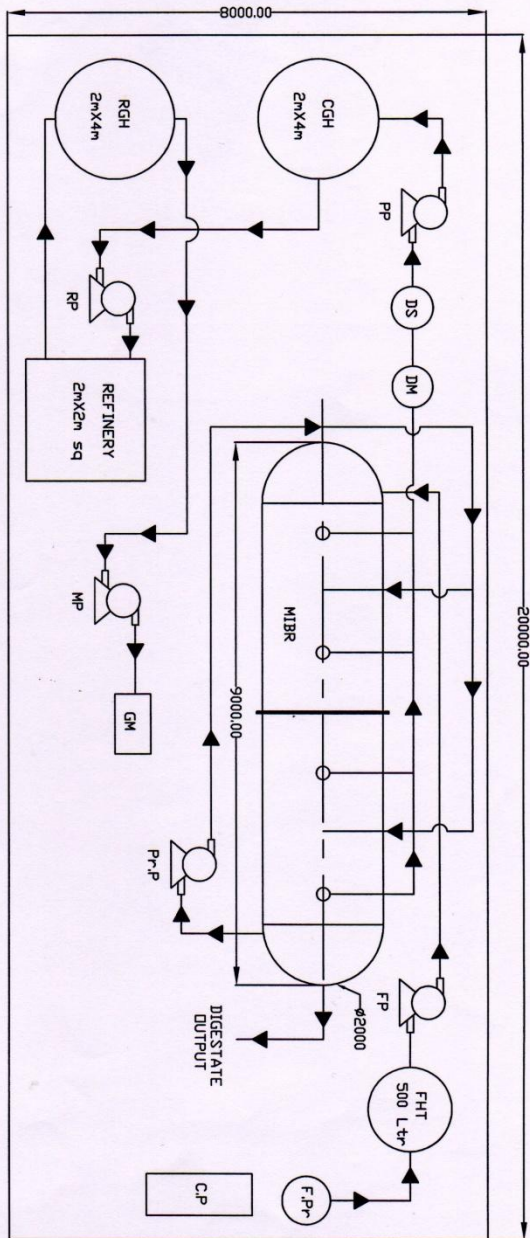 20000.00
8000.00
CGH
2mX4m
RGH
2mX4m
PP
DS
DM
RP
REFINERY
2mX2m sq
MP
GM
MIBR
9000.00
Pr.P
ø2000
DIGESTATE
OUTPUT
FP
FHT
500 Ltr
F.Pr
C.P